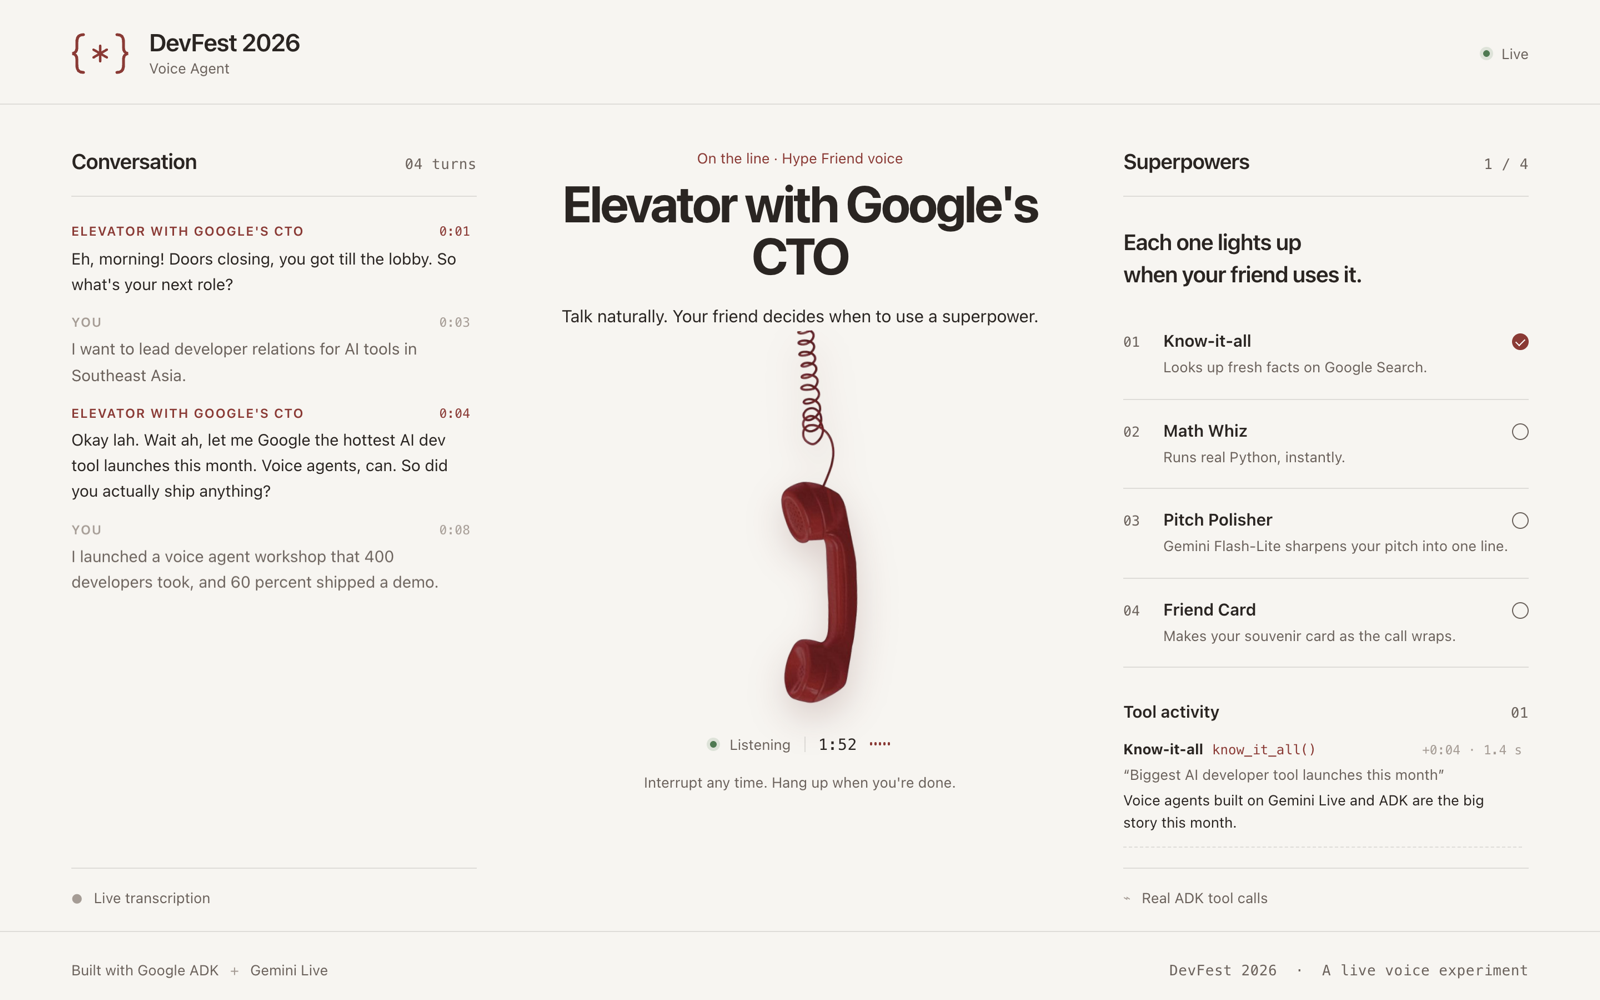 {*} DevFest 2026
Voice Agent
Live
Conversation 04 turns
ELEVATOR WITH GOOGLE'S CTO 0:01
Eh, morning! Doors closing, you got till the lobby. So
what's your next role?
YOU 0:03
I want to lead developer relations for AI tools in
Southeast Asia.
ELEVATOR WITH GOOGLE'S CTO 0:04
Okay lah. Wait ah, let me Google the hottest AI dev
tool launches this month. Voice agents, can. So did
you actually ship anything?
YOU 0:08
I launched a voice agent workshop that 400
developers took, and 60 percent shipped a demo.
Live transcription
On the line · Hype Friend voice
Elevator with Google's
CTO
Talk naturally. Your friend decides when to use a superpower.
Listening 1:52
Interrupt any time. Hang up when you're done.
Superpowers 1 / 4
Each one lights up
when your friend uses it.
01 Know-it-all
Looks up fresh facts on Google Search.
02 Math Whiz
Runs real Python, instantly.
03 Pitch Polisher
Gemini Flash-Lite sharpens your pitch into one line.
04 Friend Card
Makes your souvenir card as the call wraps.
Tool activity 01
Know-it-all know_it_all() +0:04 · 1.4 s
“Biggest AI developer tool launches this month”
Voice agents built on Gemini Live and ADK are the big
story this month.
Real ADK tool calls
Built with Google ADK + Gemini Live
DevFest 2026 · A live voice experiment